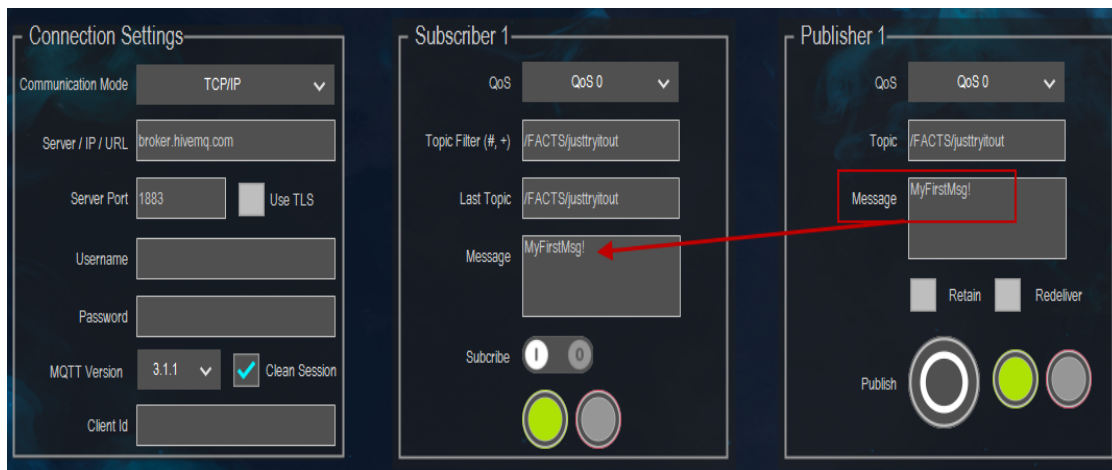 Connection Settings
Communication Mode
TCP/IP
Server / IP / URL
broker.hivemq.com
Server Port
1883
Use TLS
Username
Password
MQTT Version
3.1.1
Clean Session
Client Id
Subscriber 1
QoS
QoS 0
Topic Filter (#, +)
/FACTS/justtryitout
Last Topic
/FACTS/justtryitout
Message
MyFirstMsg!
Subcribe
I
O
Publisher 1
QoS
QoS 0
Topic
/FACTS/justtryitout
Message
MyFirstMsg!
Retain
Redeliver
Publish